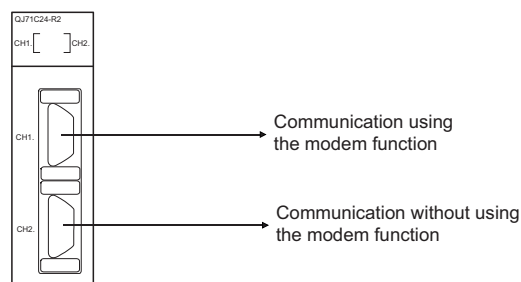 QJ71C24-R2
CH1. CH2.
CH1.
Communication using
the modem function
CH2.
Communication without using
the modem function